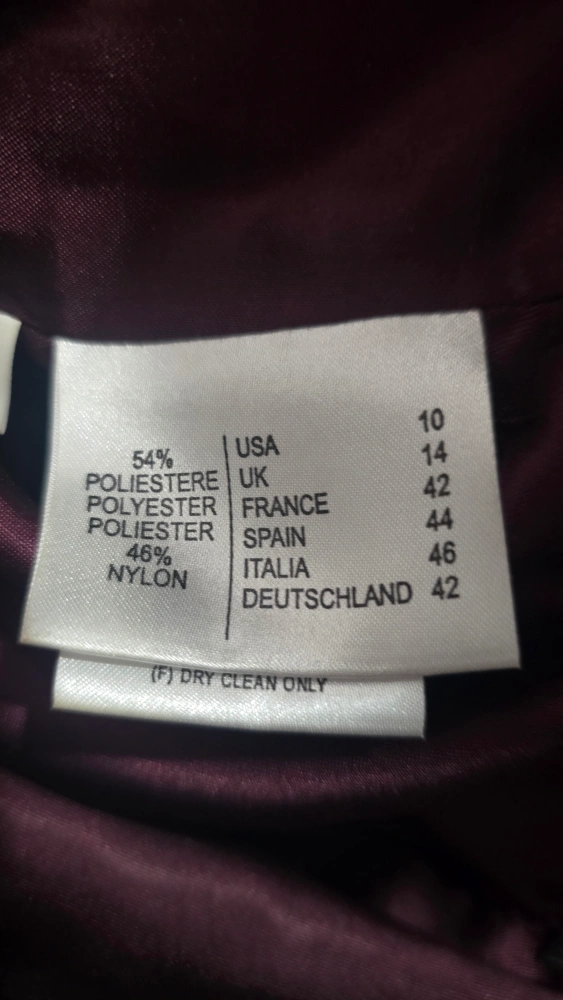 54%
POLIESTERE
POLYESTER
POLIESTER
46%
NYLON
USA 10
UK 14
FRANCE 42
SPAIN 44
ITALIA 46
DEUTSCHLAND 42
(F) DRY CLEAN ONLY